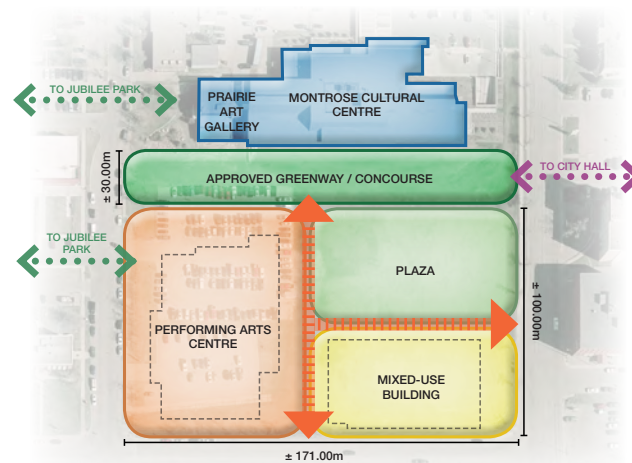 TO JUBILEE PARK
PRAIRIE
ART
GALLERY
MONTROSE CULTURAL
CENTRE
± 30.00m
APPROVED GREENWAY / CONCOURSE
TO CITY HALL
TO JUBILEE
PARK
PLAZA
± 100.00m
PERFORMING ARTS
CENTRE
MIXED-USE
BUILDING
± 171.00m